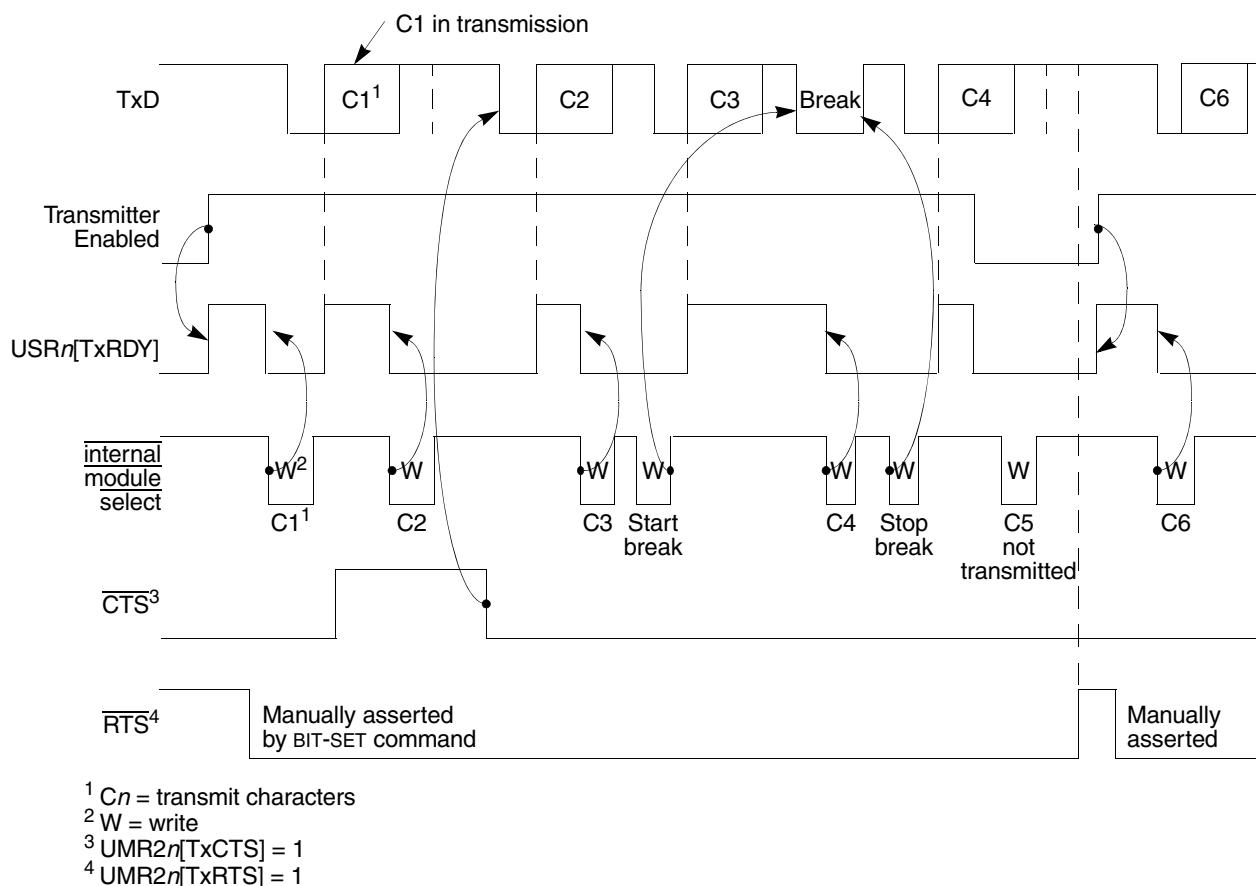 C1 in transmission
TxD
C1¹
C2
C3
Break
C4
C6
Transmitter
Enabled
USRn[TxRDY]
internal
module
select
W²
W
W
W
W
W
W
W
C1¹
C2
C3
Start
break
C4
Stop
break
C5
not
transmitted
C6
CTS³
RTS⁴
Manually asserted
by BIT-SET command
Manually
asserted
¹ Cn = transmit characters
² W = write
³ UMR2n[TxCTS] = 1
⁴ UMR2n[TxRTS] = 1